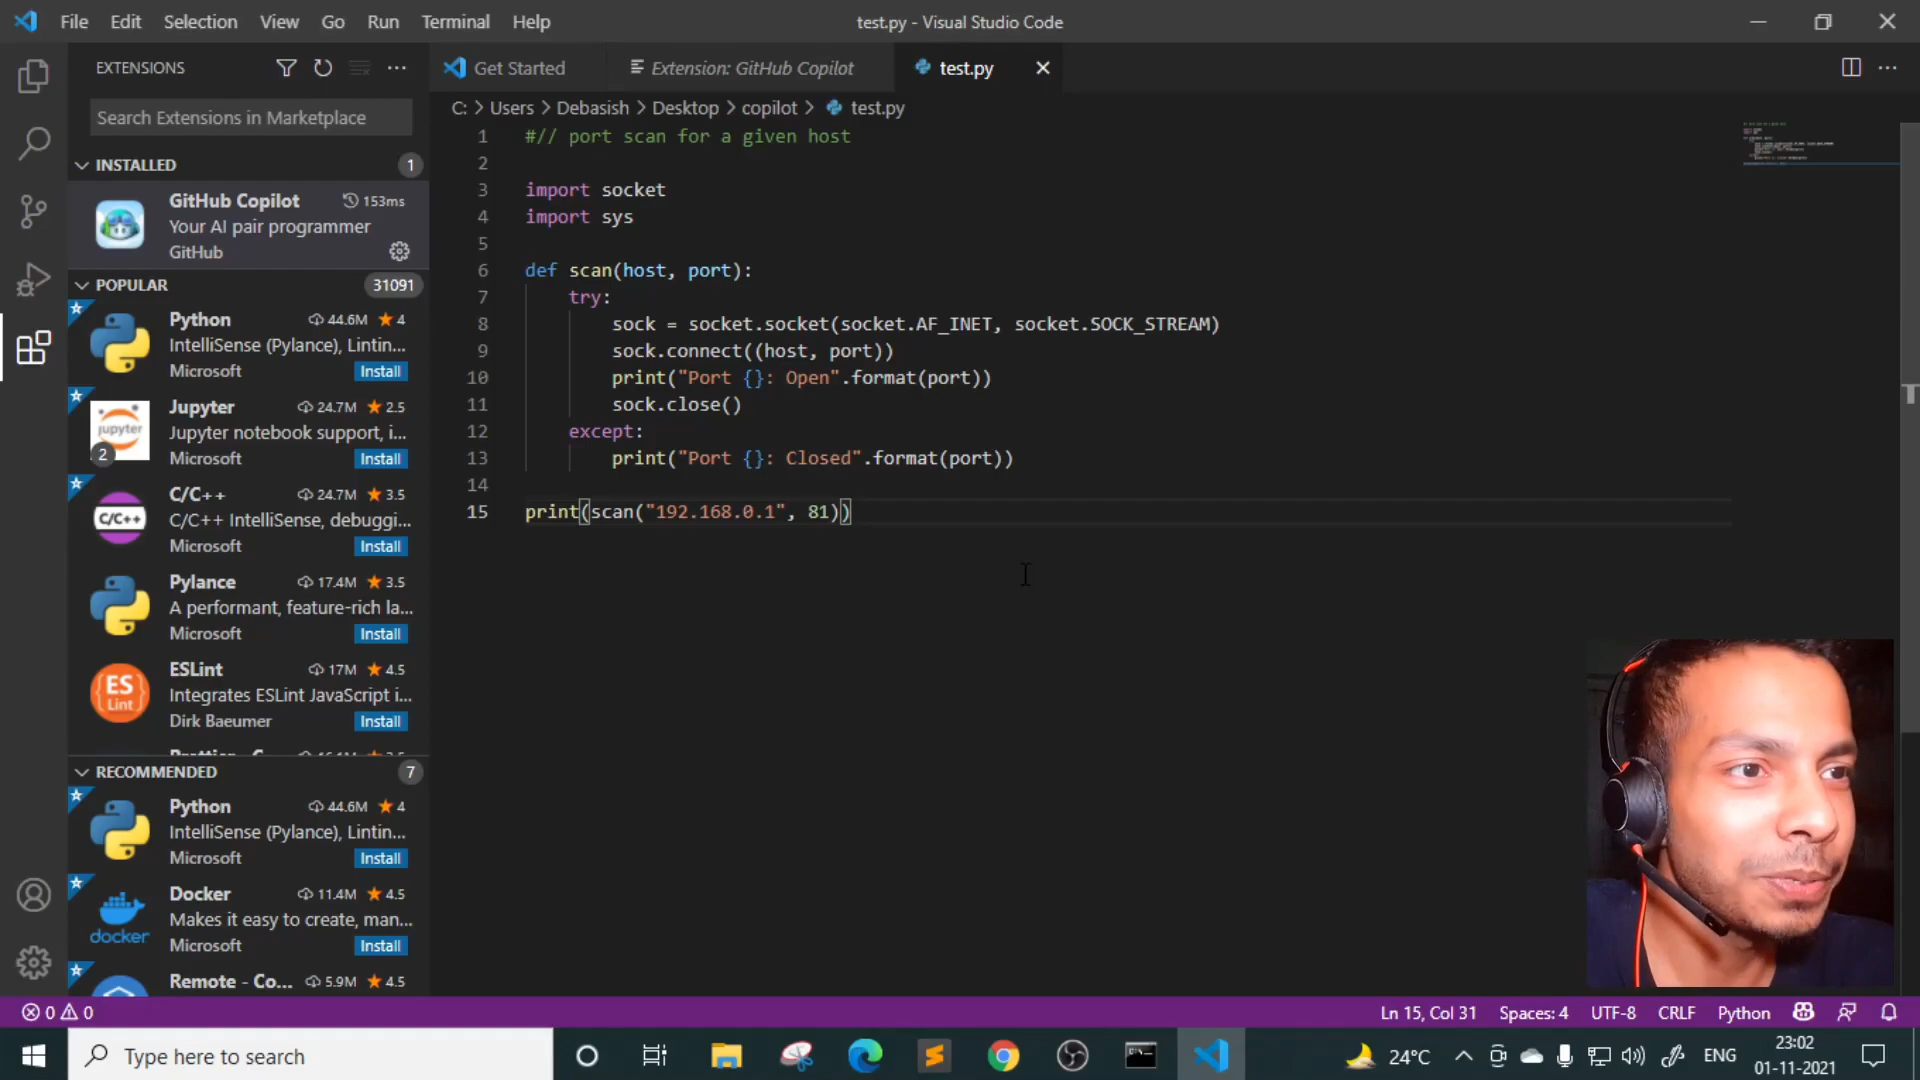 File Edit Selection View Go Run Terminal Help
test.py - Visual Studio Code
EXTENSIONS
Search Extensions in Marketplace
INSTALLED 1
GitHub Copilot 153ms
Your AI pair programmer
GitHub
POPULAR 31091
Python 44.6M 4
IntelliSense (Pylance), Lintin...
Microsoft Install
Jupyter 24.7M 2.5
Jupyter notebook support, i...
Microsoft Install
jupyter
2
C/C++ 24.7M 3.5
C/C++ IntelliSense, debuggi...
Microsoft Install
C/C++
Pylance 17.4M 3.5
A performant, feature-rich la...
Microsoft Install
ESLint 17M 4.5
Integrates ESLint JavaScript i...
Dirk Baeumer Install
ES
Lint
RECOMMENDED 7
Python 44.6M 4
IntelliSense (Pylance), Lintin...
Microsoft Install
Docker 11.4M 4.5
Makes it easy to create, man...
Microsoft Install
docker
Remote - Co... 5.9M 4.5
Get Started
Extension: GitHub Copilot
test.py
C: > Users > Debasish > Desktop > copilot > test.py
1 #// port scan for a given host
2
3 import socket
4 import sys
5
6 def scan(host, port):
7 try:
8 sock = socket.socket(socket.AF_INET, socket.SOCK_STREAM)
9 sock.connect((host, port))
10 print("Port {}: Open".format(port))
11 sock.close()
12 except:
13 print("Port {}: Closed".format(port))
14
15 print(scan("192.168.0.1", 81))
0 0
Ln 15, Col 31 Spaces: 4 UTF-8 CRLF Python
Type here to search
24°C
ENG
23:02
01-11-2021